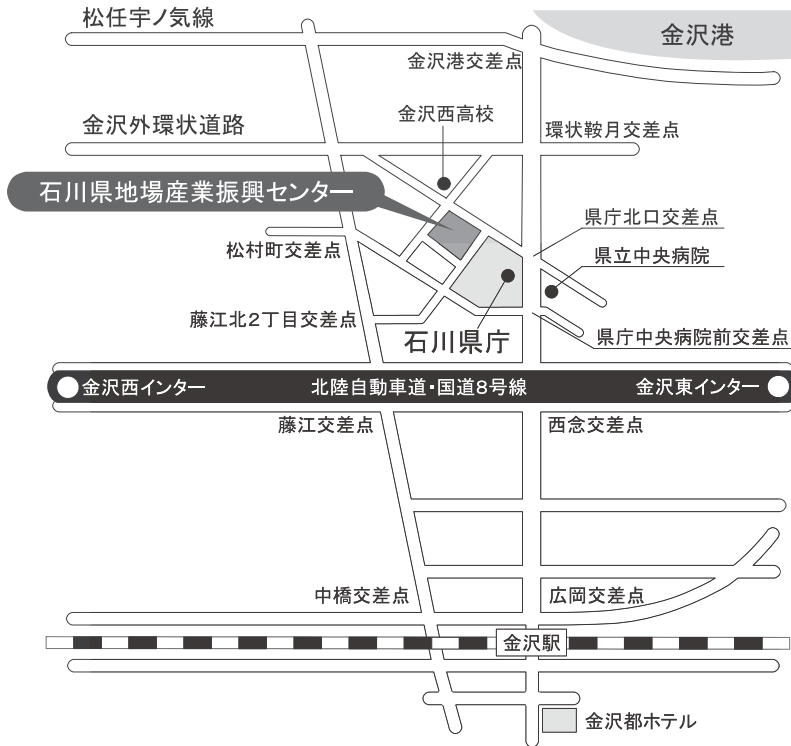 松任宇ノ気線
金沢港
金沢港交差点
金沢西高校
金沢外環状道路
環状鞍月交差点
石川県地場産業振興センター
県庁北口交差点
松村町交差点
県立中央病院
藤江北2丁目交差点
石川県庁
県庁中央病院前交差点
金沢西インター
北陸自動車道・国道8号線
金沢東インター
藤江交差点
西念交差点
中橋交差点
広岡交差点
金沢駅
金沢都ホテル